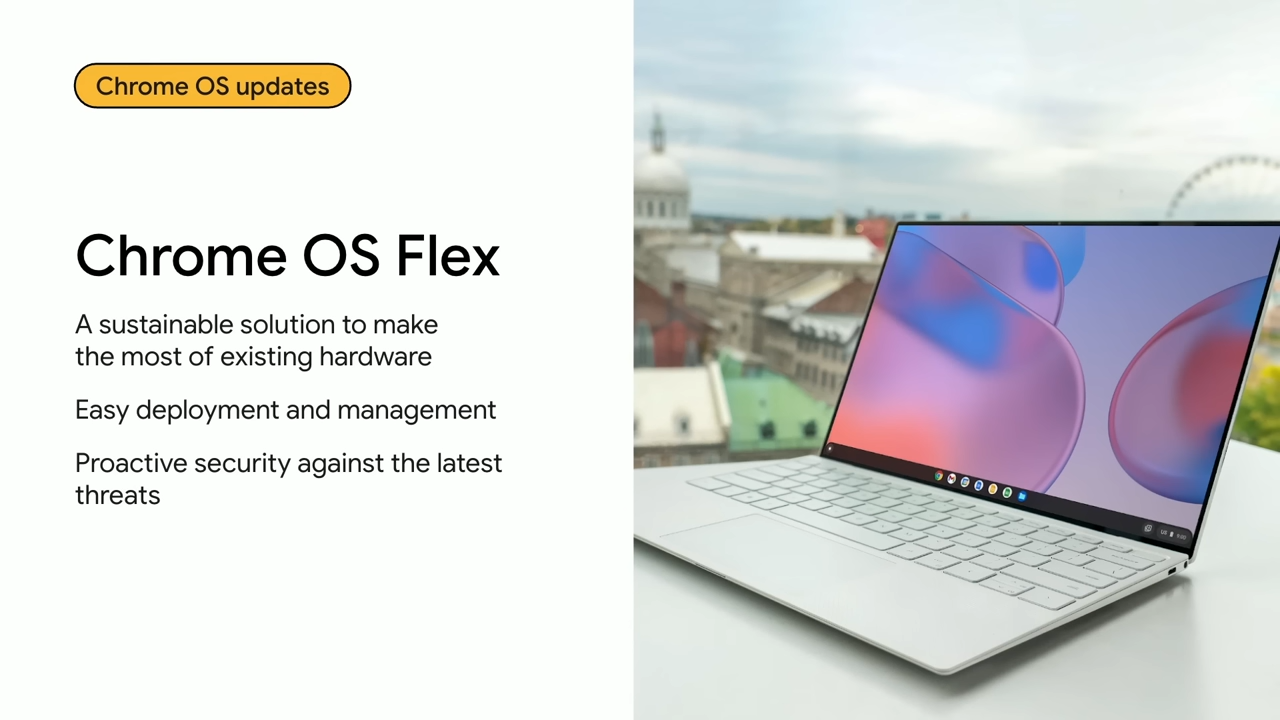 Chrome OS updates
Chrome OS Flex
A sustainable solution to make
the most of existing hardware
Easy deployment and management
Proactive security against the latest
threats